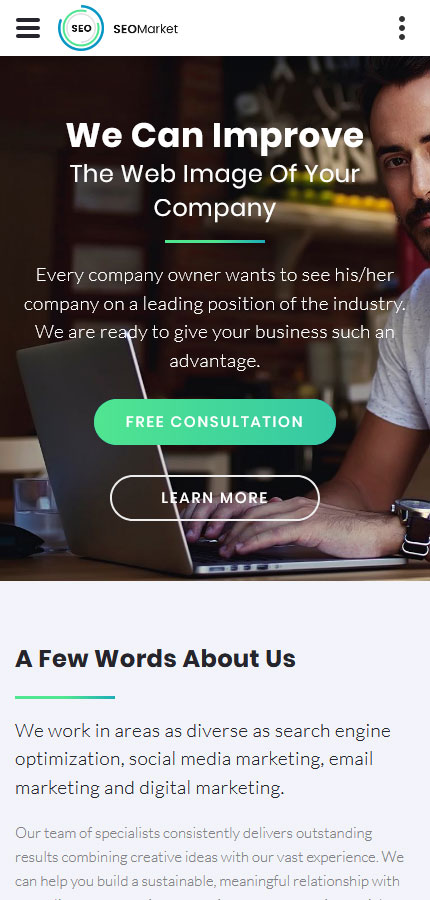 SEO
SEOMarket
We Can Improve
The Web Image Of Your
Company
Every company owner wants to see his/her
company on a leading position of the industry.
We are ready to give your business such an
advantage.
FREE CONSULTATION
LEARN MORE
A Few Words About Us
We work in areas as diverse as search engine
optimization, social media marketing, email
marketing and digital marketing.
Our team of specialists consistently delivers outstanding
results combining creative ideas with our vast experience. We
can help you build a sustainable, meaningful relationship with